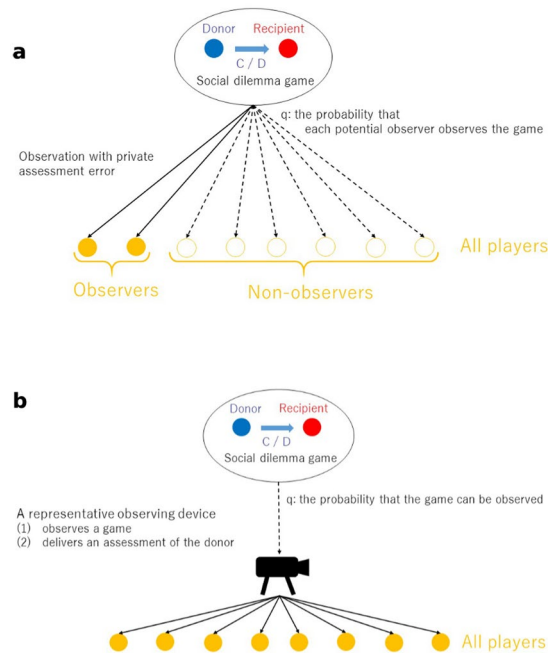 a
Donor Recipient
C / D
Social dilemma game
q: the probability that
each potential observer observes the game
Observation with private
assessment error
All players
Observers Non-observers
b
Donor Recipient
C / D
Social dilemma game
q: the probability that the game can be observed
A representative observing device
(1) observes a game
(2) delivers an assessment of the donor
All players